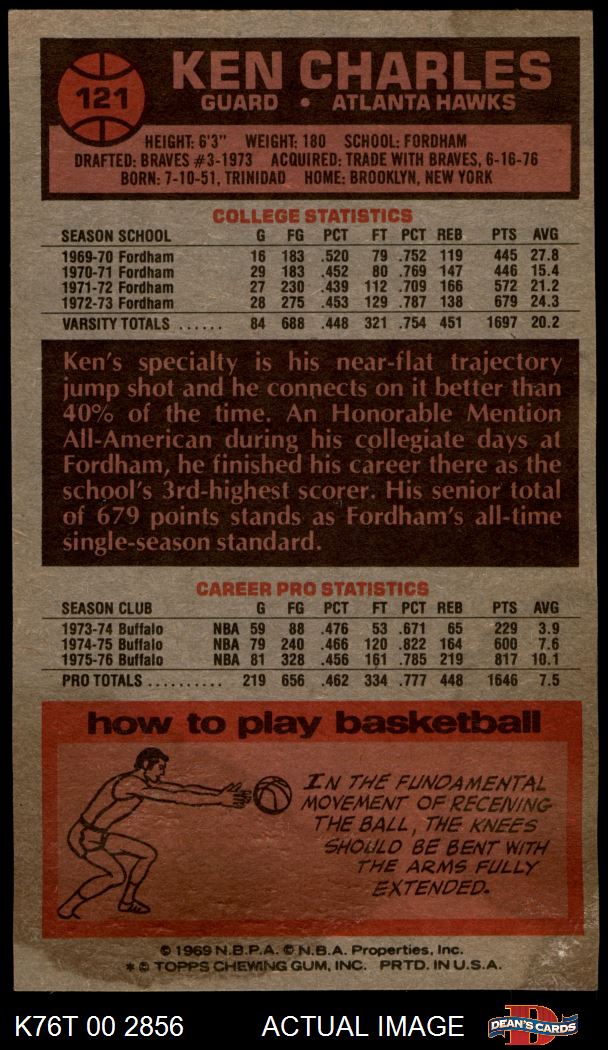 121
KEN CHARLES
GUARD • ATLANTA HAWKS
HEIGHT: 6'3" WEIGHT: 180 SCHOOL: FORDHAM
DRAFTED: BRAVES #3-1973 ACQUIRED: TRADE WITH BRAVES, 6-16-76
BORN: 7-10-51, TRINIDAD HOME: BROOKLYN, NEW YORK
COLLEGE STATISTICS
SEASON SCHOOL G FG PCT FT PCT REB PTS AVG
1969-70 Fordham 16 183 .520 79 .752 119 445 27.8
1970-71 Fordham 29 183 .452 80 .769 147 446 15.4
1971-72 Fordham 27 230 .439 112 .709 166 572 21.2
1972-73 Fordham 28 275 .453 129 .787 138 679 24.3
VARSITY TOTALS ...... 84 688 .448 321 .754 451 1697 20.2
Ken's specialty is his near-flat trajectory
jump shot and he connects on it better than
40% of the time. An Honorable Mention
All-American during his collegiate days at
Fordham, he finished his career there as the
school's 3rd-highest scorer. His senior total
of 679 points stands as Fordham's all-time
single-season standard.
CAREER PRO STATISTICS
SEASON CLUB G FG PCT FT PCT REB PTS AVG
1973-74 Buffalo NBA 59 88 .476 53 .671 65 229 3.9
1974-75 Buffalo NBA 79 240 .466 120 .822 164 600 7.6
1975-76 Buffalo NBA 81 328 .456 161 .785 219 817 10.1
PRO TOTALS .......... 219 656 .462 334 .777 448 1646 7.5
how to play basketball
IN THE FUNDAMENTAL
MOVEMENT OF RECEIVING
THE BALL, THE KNEES
SHOULD BE BENT WITH
THE ARMS FULLY
EXTENDED.
© 1969 N.B.P.A. © N.B.A. Properties, Inc.
* © TOPPS CHEWING GUM, INC. PRTD. IN U.S.A.
K76T 00 2856 ACTUAL IMAGE D DEAN'S CARDS